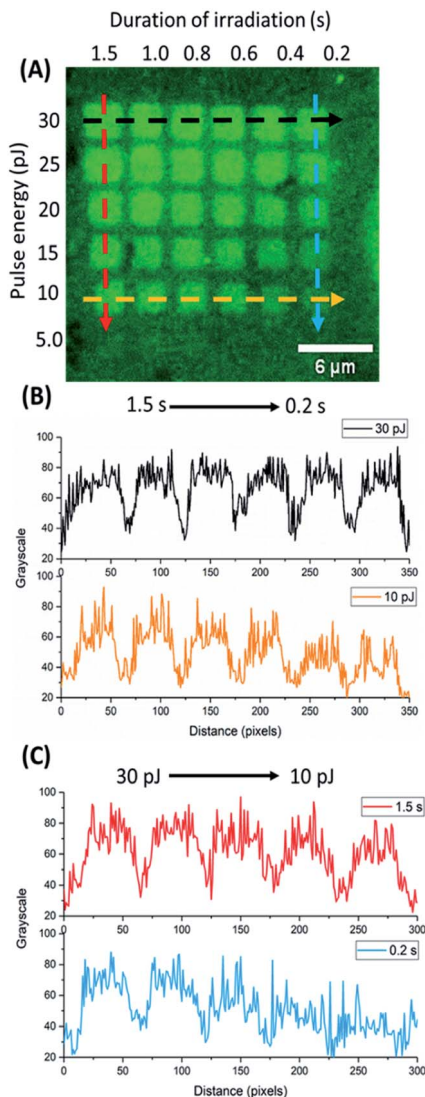 Duration of irradiation (s)
1.5 1.0 0.8 0.6 0.4 0.2
(A)
Pulse energy (pJ)
30
25
20
15
10
5.0
6 µm
(B)
1.5 s 0.2 s
Grayscale
100
80
60
40
20
30 pJ
0 50 100 150 200 250 300 350
100
80
60
40
20
10 pJ
0 50 100 150 200 250 300 350
Distance (pixels)
(C)
30 pJ 10 pJ
Grayscale
100
80
60
40
20
1.5 s
0 50 100 150 200 250 300
100
80
60
40
20
0.2 s
0 50 100 150 200 250 300
Distance (pixels)